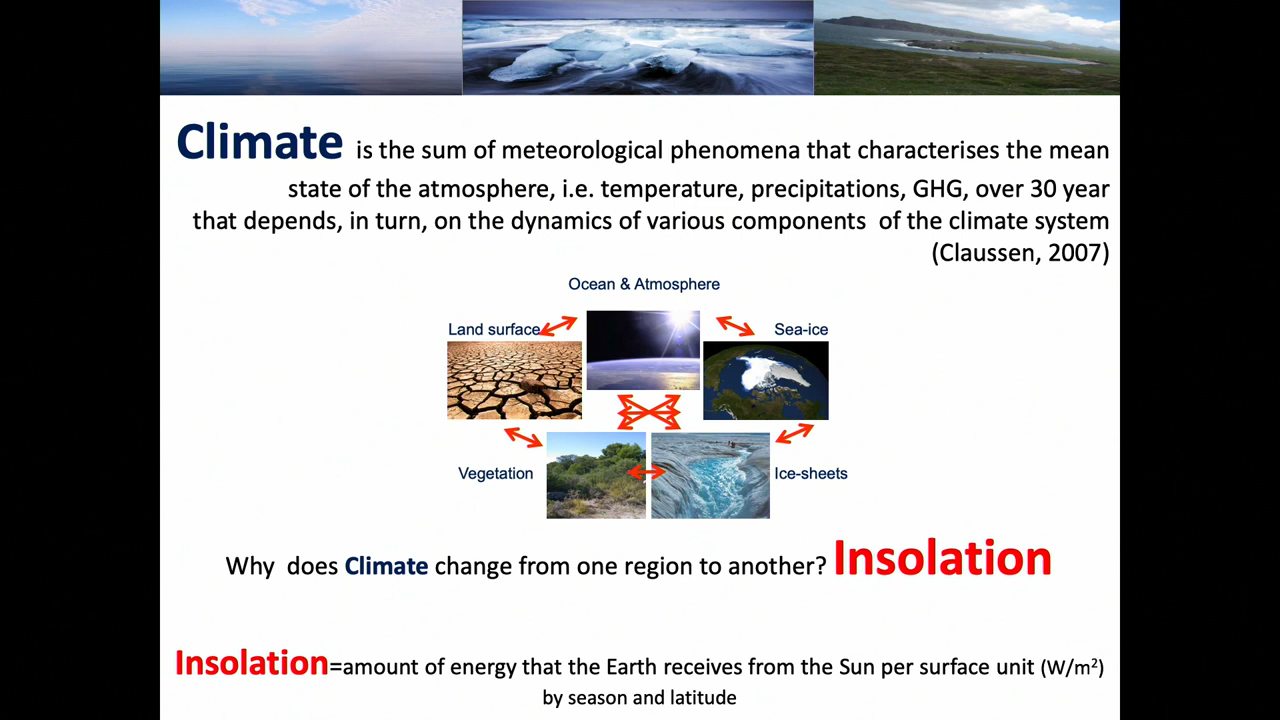 Climate is the sum of meteorological phenomena that characterises the mean
state of the atmosphere, i.e. temperature, precipitations, GHG, over 30 year
that depends, in turn, on the dynamics of various components of the climate system
(Claussen, 2007)
Ocean & Atmosphere
Land surface
Sea-ice
Vegetation
Ice-sheets
Why does Climate change from one region to another? Insolation
Insolation=amount of energy that the Earth receives from the Sun per surface unit (W/m²)
by season and latitude